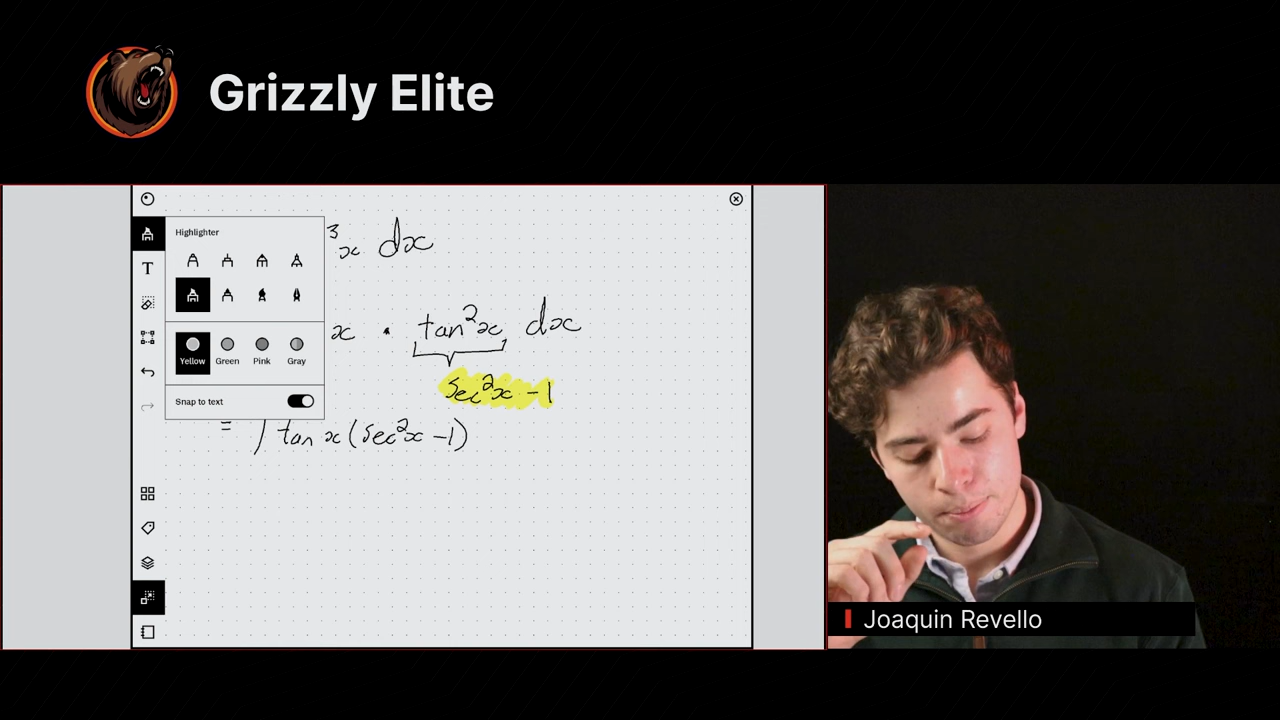 Grizzly Elite
Highlighter
Yellow Green Pink Gray
Snap to text
T
³x dx
x · tan²x dx
sec²x - 1
= ∫ tan x (sec²x - 1)
Joaquin Revello